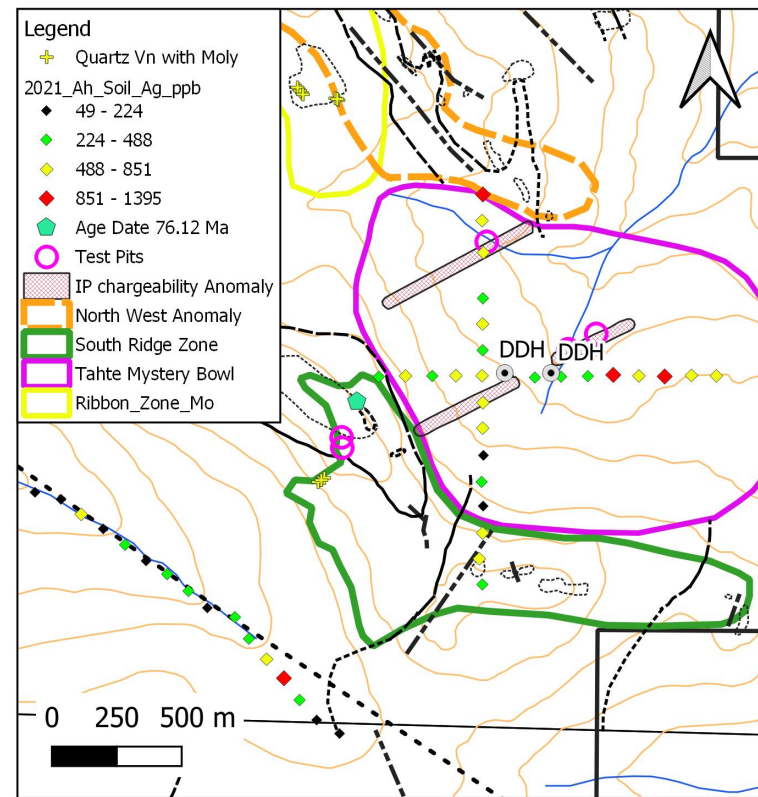 Legend
Quartz Vn with Moly
2021_Ah_Soil_Ag_ppb
49 - 224
224 - 488
488 - 851
851 - 1395
Age Date 76.12 Ma
Test Pits
IP chargeability Anomaly
North West Anomaly
South Ridge Zone
Tahte Mystery Bowl
Ribbon_Zone_Mo
DDH DDH
0 250 500 m